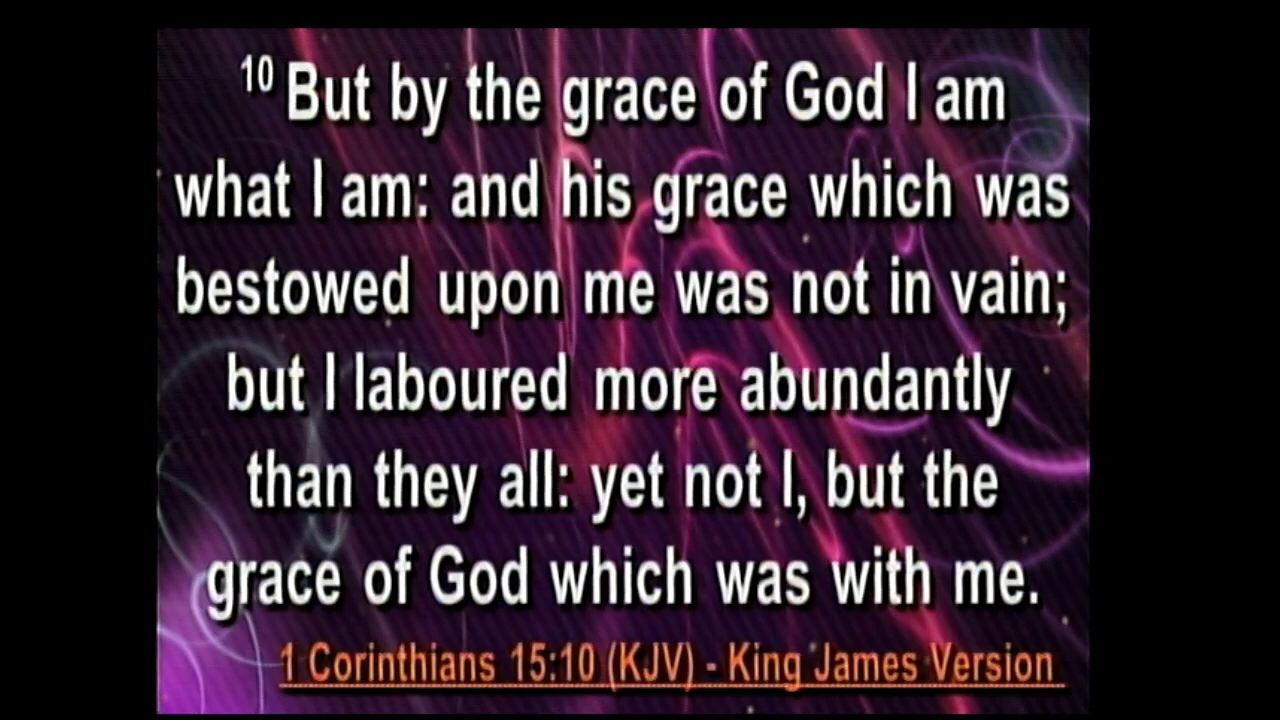 10 But by the grace of God I am
what I am: and his grace which was
bestowed upon me was not in vain;
but I laboured more abundantly
than they all: yet not I, but the
grace of God which was with me.
1 Corinthians 15:10 (KJV) - King James Version